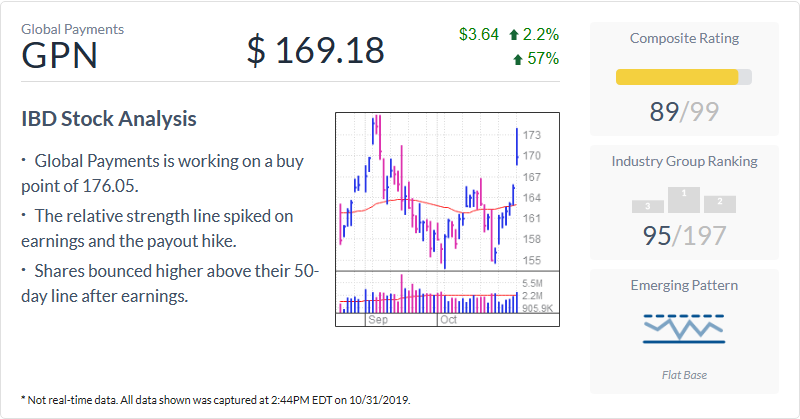 Global Payments
GPN
$ 169.18
$3.64 2.2%
57%
IBD Stock Analysis
· Global Payments is working on a buy
point of 176.05.
· The relative strength line spiked on
earnings and the payout hike.
· Shares bounced higher above their 50-
day line after earnings.
173
170
167
164
161
158
155
5.5M
2.2M
905.9K
Sep
Oct
Composite Rating
89/99
Industry Group Ranking
3
1
2
95/197
Emerging Pattern
Flat Base
* Not real-time data. All data shown was captured at 2:44PM EDT on 10/31/2019.